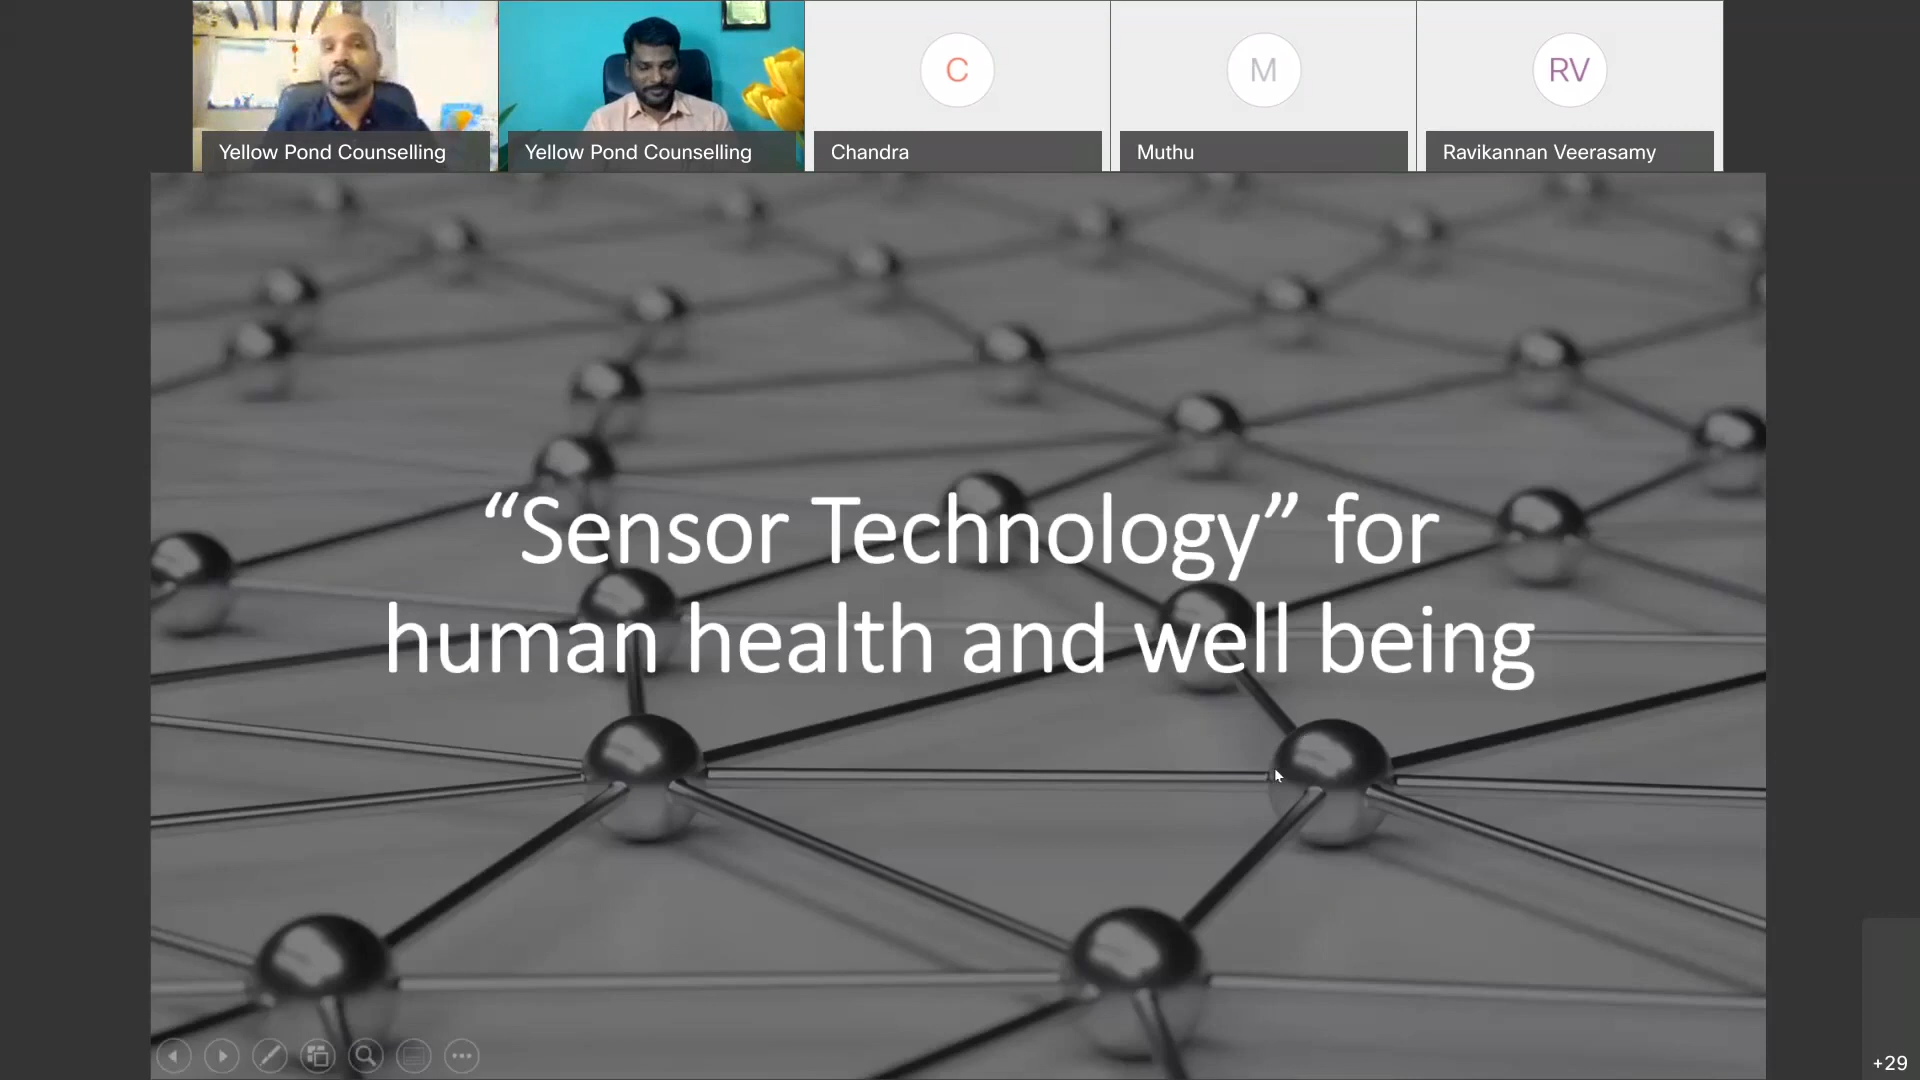 Yellow Pond Counselling
Yellow Pond Counselling
C
Chandra
M
Muthu
RV
Ravikannan Veerasamy
“Sensor Technology” for
human health and well being
+29